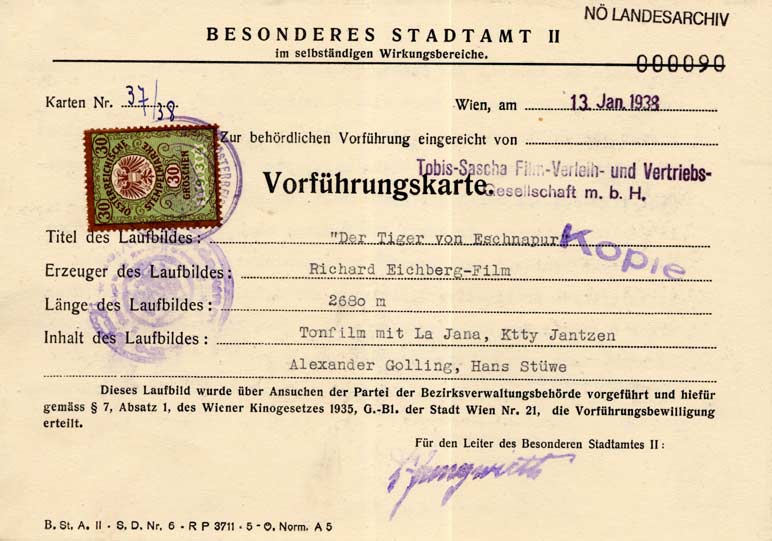 NÖ LANDESARCHIV
BESONDERES STADTAMT II
im selbständigen Wirkungsbereiche.
000090
Karten Nr. 37/38
Wien, am 13. Jan. 1938
30 30
OESTERREICHISCHE
STEMPELMARKE
GROSCHEN
Zur behördlichen Vorführung eingereicht von
Tobis-Sascha Film-Verleih- und Vertriebs-
Gesellschaft m. b. H.
Vorführungskarte.
Titel des Laufbildes: "Der Tiger von Eschnapur"
Kopie
Erzeuger des Laufbildes: Richard Eichberg-Film
Länge des Laufbildes: 2680 m
Inhalt des Laufbildes: Tonfilm mit La Jana, Ktty Jantzen
Alexander Golling, Hans Stüwe
Dieses Laufbild wurde über Ansuchen der Partei der Bezirksverwaltungsbehörde vorgeführt und hiefür
gemäss § 7, Absatz 1, des Wiener Kinogesetzes 1935, G.-Bl. der Stadt Wien Nr. 21, die Vorführungsbewilligung
erteilt.
Für den Leiter des Besonderen Stadtamtes II:
B. St. A. II - S. D. Nr. 6 - R P 3711 - 5 - Ö. Norm. A 5